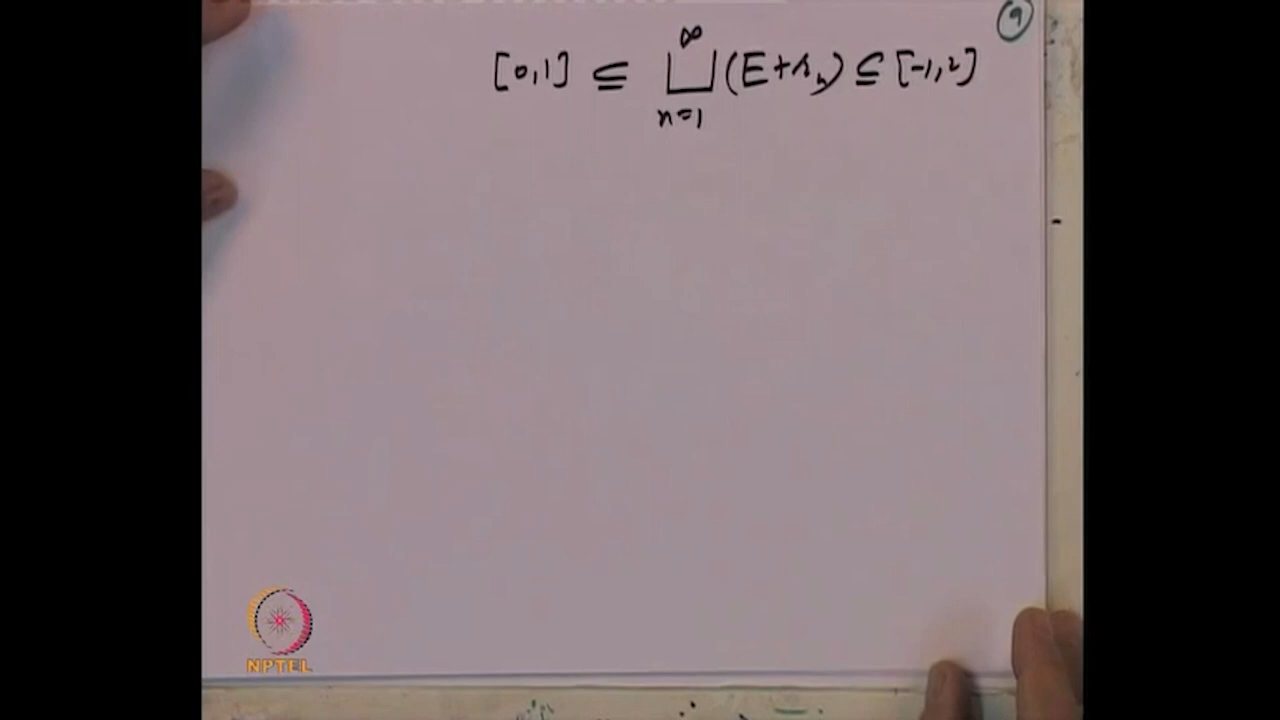 9
[0,1] ⊆ ∞ ⊔ n=1 (E+r_n) ⊆ [-1,2]
NPTEL